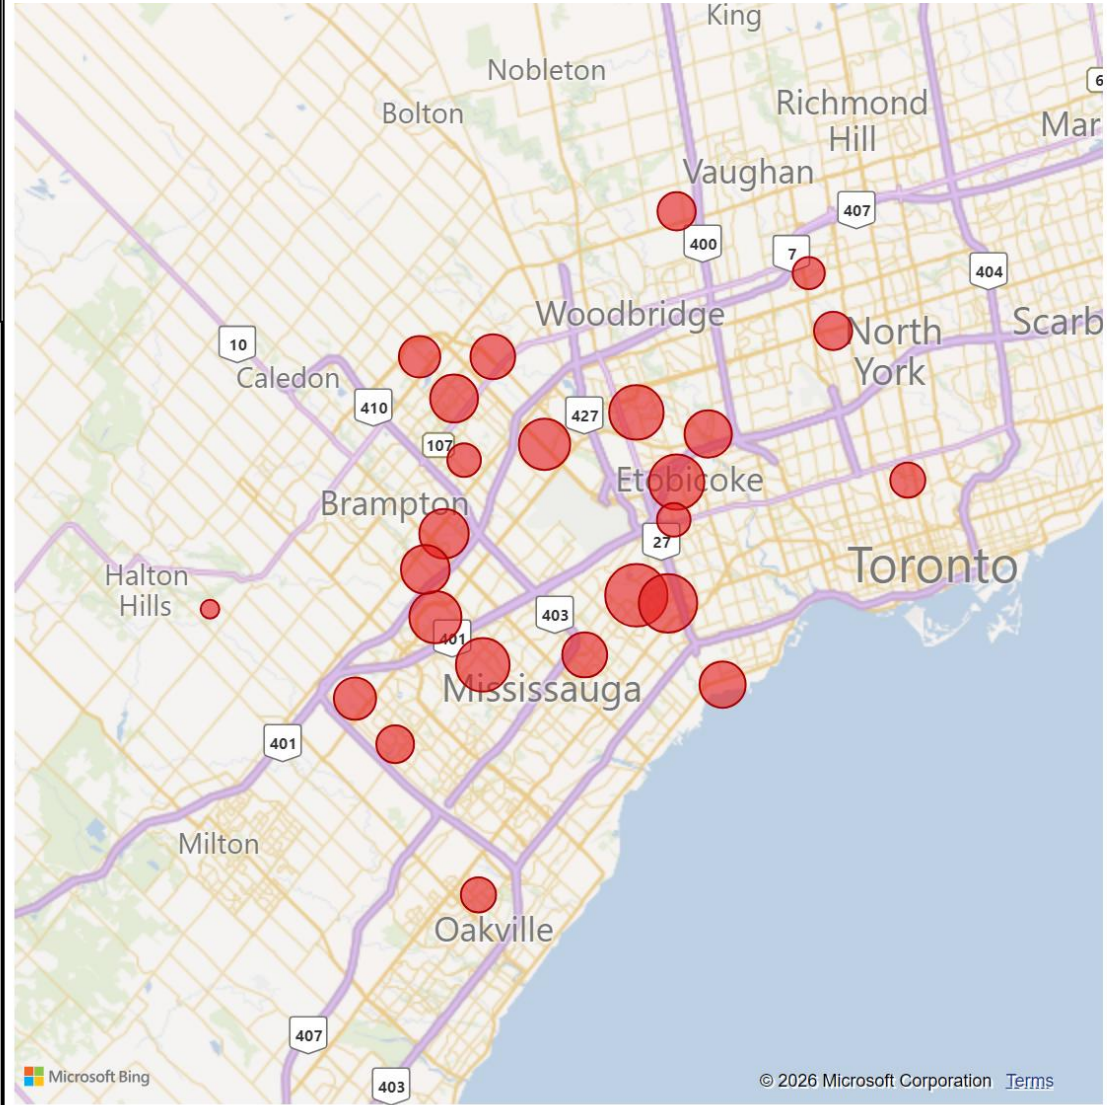 King
Nobleton
Bolton
Richmond
Hill
Mar
6
Vaughan
407
400
7
404
Woodbridge
North
York
Scarb
10
Caledon
410
427
107
Etobicoke
Brampton
27
Toronto
Halton
Hills
403
401
Mississauga
401
Milton
Oakville
407
403
Microsoft Bing
© 2026 Microsoft Corporation Terms